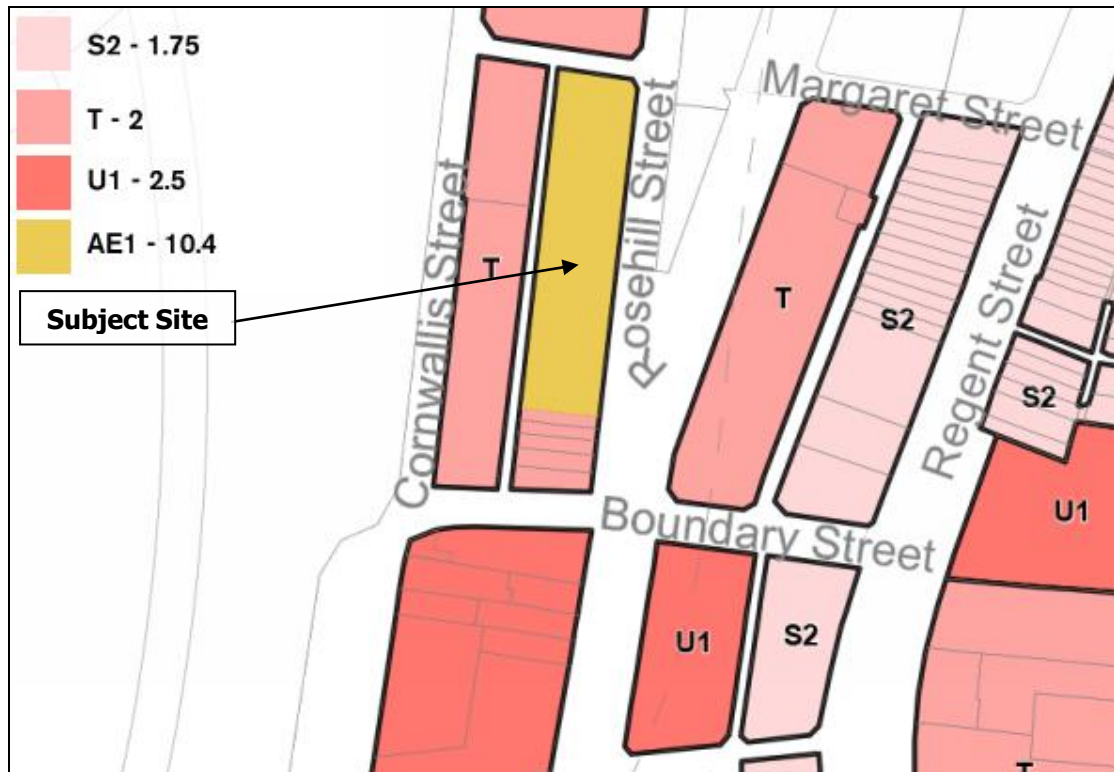 S2 - 1.75
T - 2
U1 - 2.5
AE1 - 10.4
Subject Site
Cornwallis Street
T
Rosehill Street
Margaret Street
T
S2
Regent Street
S2
U1
Boundary Street
U1
S2
T